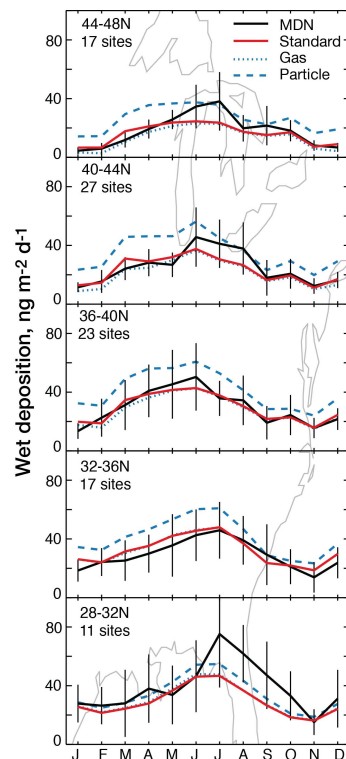 Wet deposition, ng m-2 d-1
80
40
0
44-48N
17 sites
MDN
Standard
Gas
Particle
80
40
0
40-44N
27 sites
80
40
0
36-40N
23 sites
80
40
0
32-36N
17 sites
80
40
0
28-32N
11 sites
J F M A M J J A S O N D